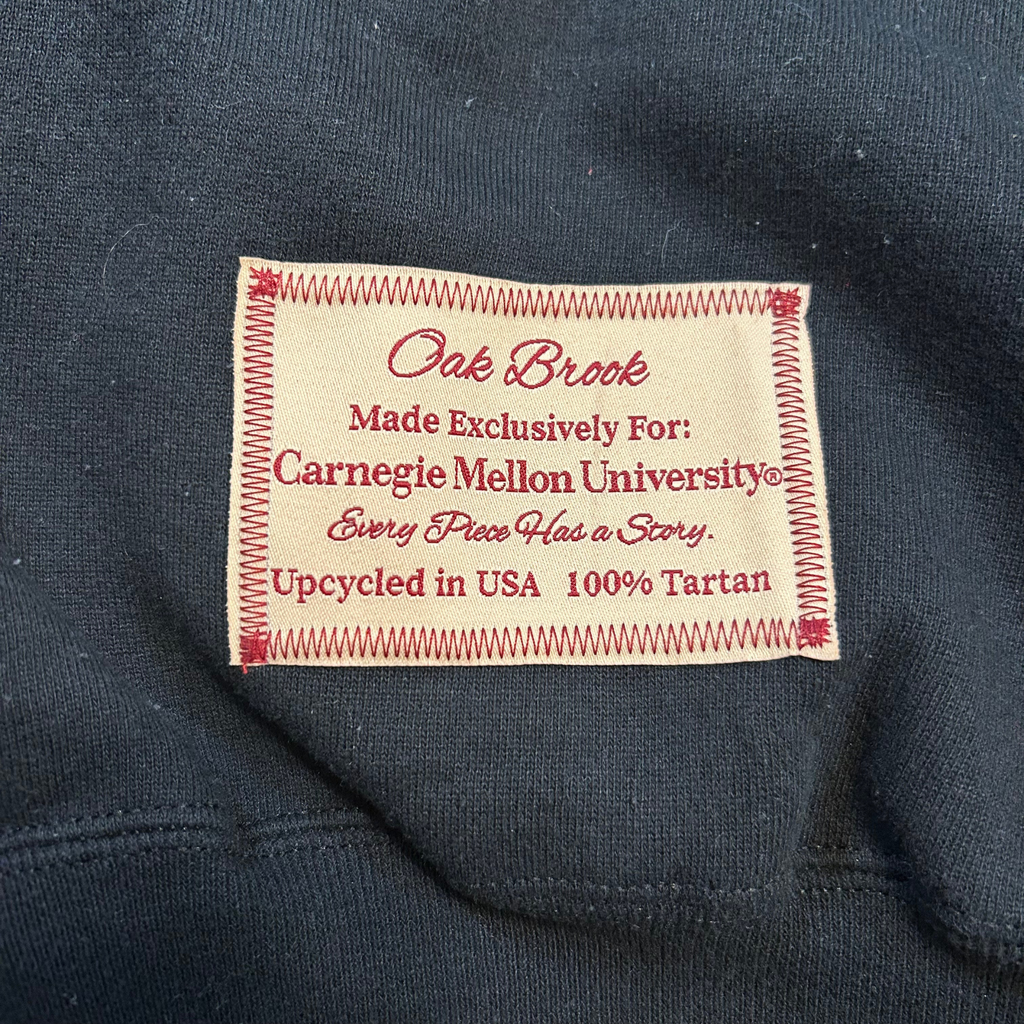 Oak Brook
Made Exclusively For:
Carnegie Mellon University®
Every Piece Has a Story.
Upcycled in USA 100% Tartan